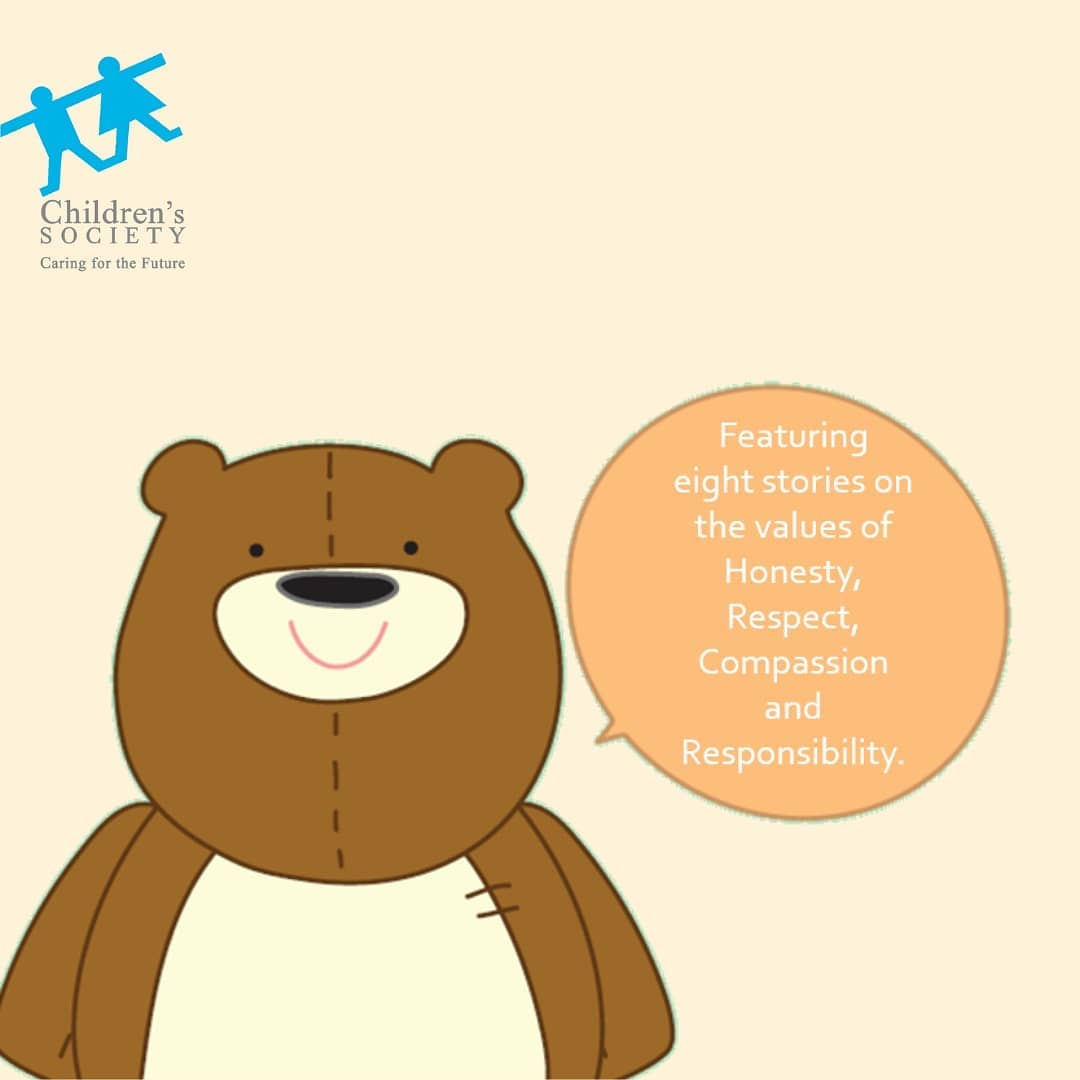 Children's
SOCIETY
Caring for the Future
Featuring
eight stories on
the values of
Honesty,
Respect,
Compassion
and
Responsibility.